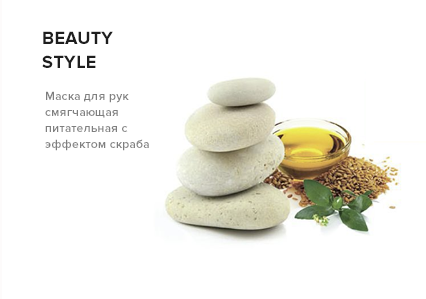 BEAUTY
STYLE
Маска для рук
смягчающая
питательная с
эффектом скраба